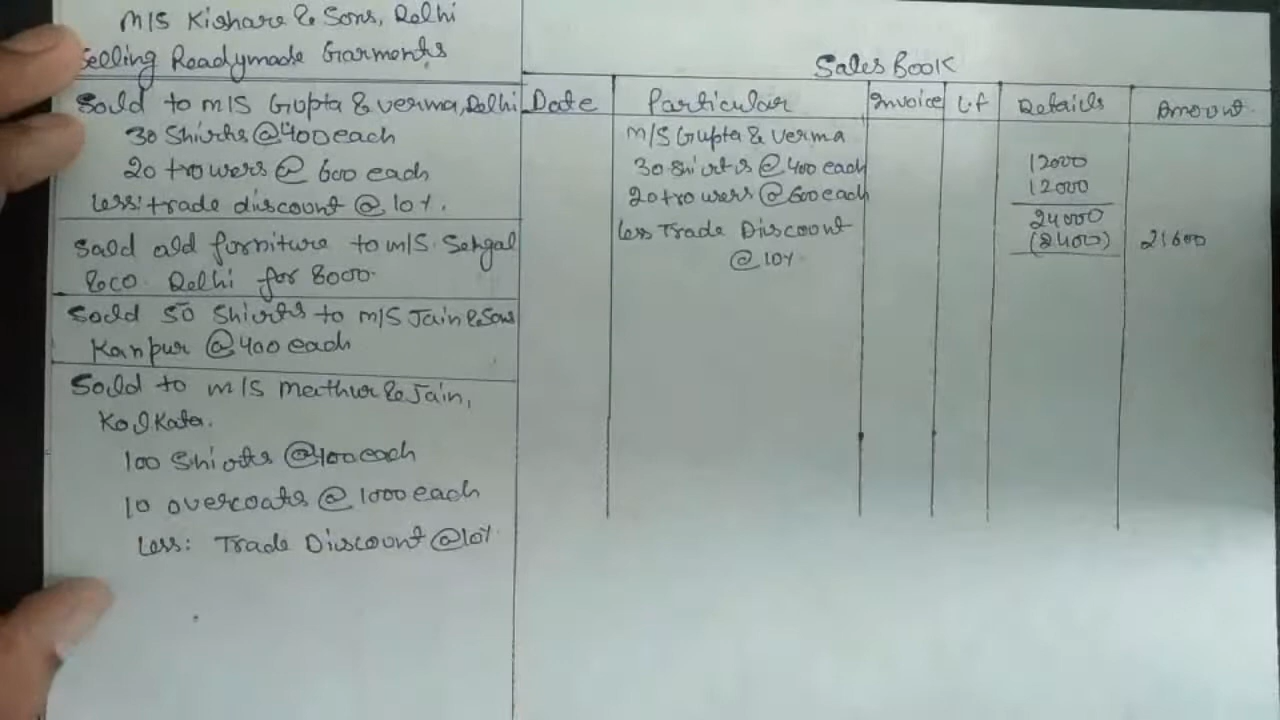 M/S Kishore & Sons, Delhi
Selling Readymade Garments
Sold to M/S Gupta & Verma, Delhi
30 Shirts @ 400 each
20 trowers @ 600 each
Less: trade discount @ 10%.
Sold old forniture to M/S. Sehgal
& co. Delhi for 8000.
Sold 50 Shirts to M/S Jain & Sons
Kanpur @ 400 each
Sold to M/S Mathur & Jain,
Kolkata.
100 Shirts @ 400 each
10 overcoats @ 1000 each
Less: Trade Discount @ 10%.
Sales Book
Date Particular Invoice L.f Details Amount.
M/S Gupta & Verma
30 Shirts @ 400 each 12000
20 trowers @ 600 each 12000
24000
Less Trade Discount (2400) 21600
@ 10%.